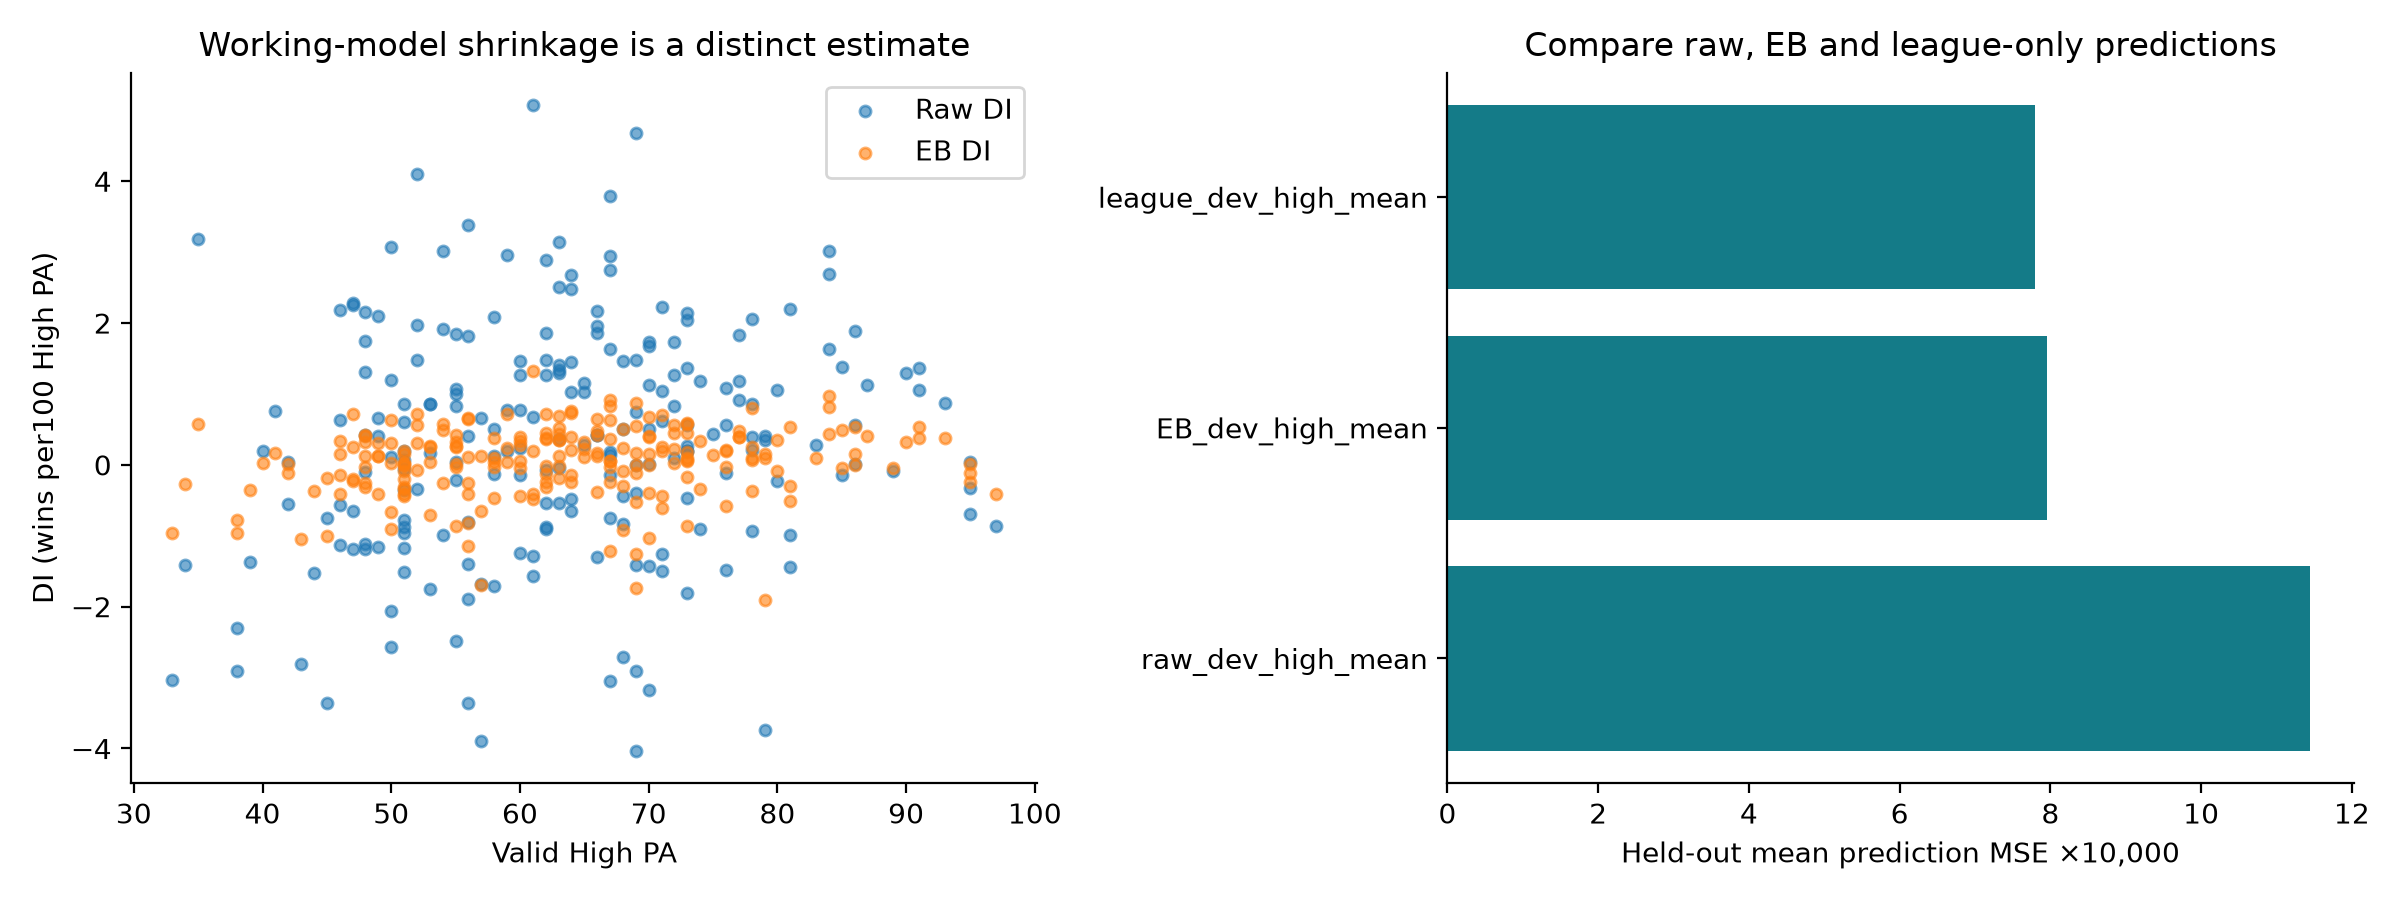 Working-model shrinkage is a distinct estimate
Raw DI
EB DI
4
2
0
−2
−4
DI (wins per100 High PA)
30 40 50 60 70 80 90 100
Valid High PA
Compare raw, EB and league-only predictions
league_dev_high_mean
EB_dev_high_mean
raw_dev_high_mean
0 2 4 6 8 10 12
Held-out mean prediction MSE ×10,000